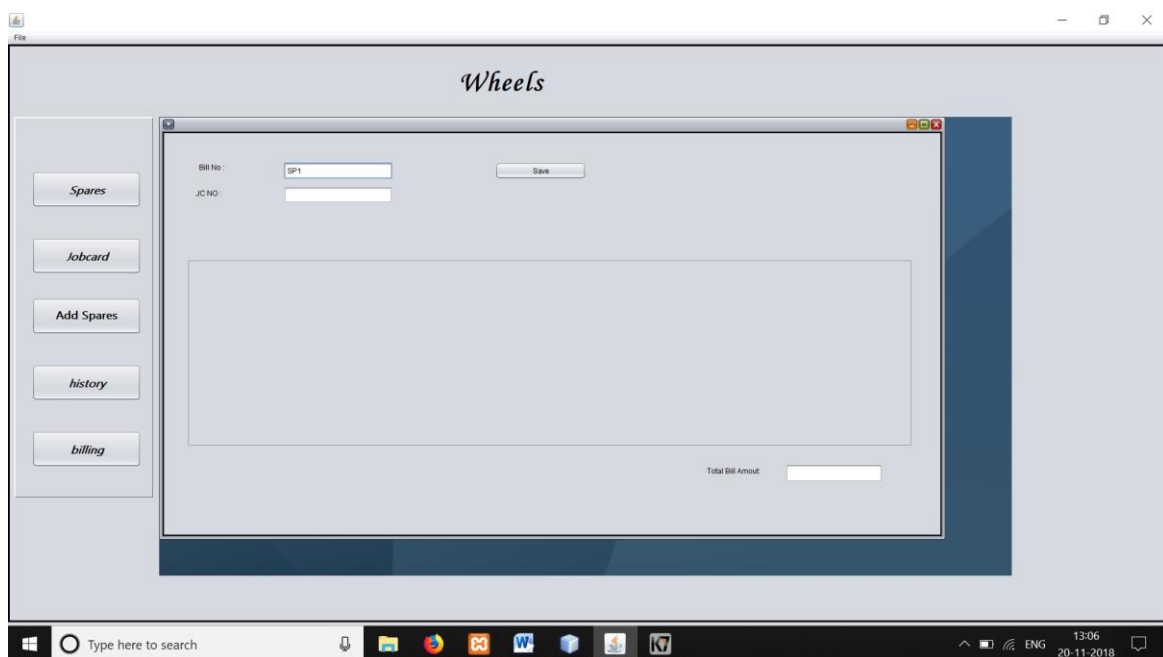 File
Wheels
Bill No :
SP1
Save
JC NO :
Spares
Jobcard
Add Spares
history
billing
Total Bill Amout
Type here to search
ENG
13:06
20-11-2018